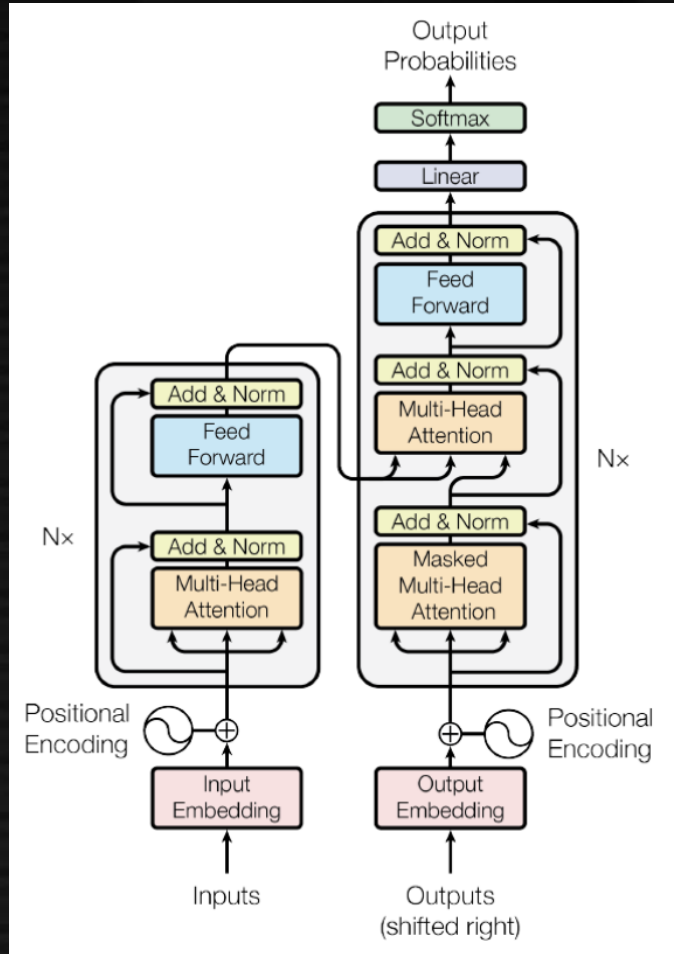 Output
Probabilities
Softmax
Linear
Add & Norm
Feed
Forward
Add & Norm
Multi-Head
Attention
Add & Norm
Masked
Multi-Head
Attention
N×
Add & Norm
Feed
Forward
Add & Norm
Multi-Head
Attention
N×
Positional
Encoding
Positional
Encoding
Input
Embedding
Output
Embedding
Inputs
Outputs
(shifted right)